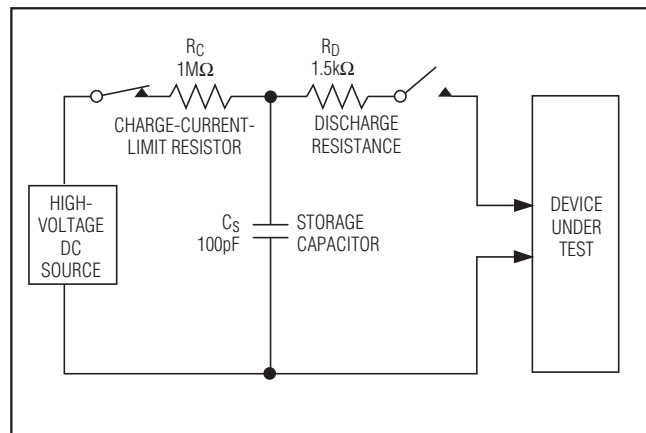 R_C
1MΩ
CHARGE-CURRENT-
LIMIT RESISTOR
R_D
1.5kΩ
DISCHARGE
RESISTANCE
HIGH-
VOLTAGE
DC
SOURCE
C_S
100pF
STORAGE
CAPACITOR
DEVICE
UNDER
TEST